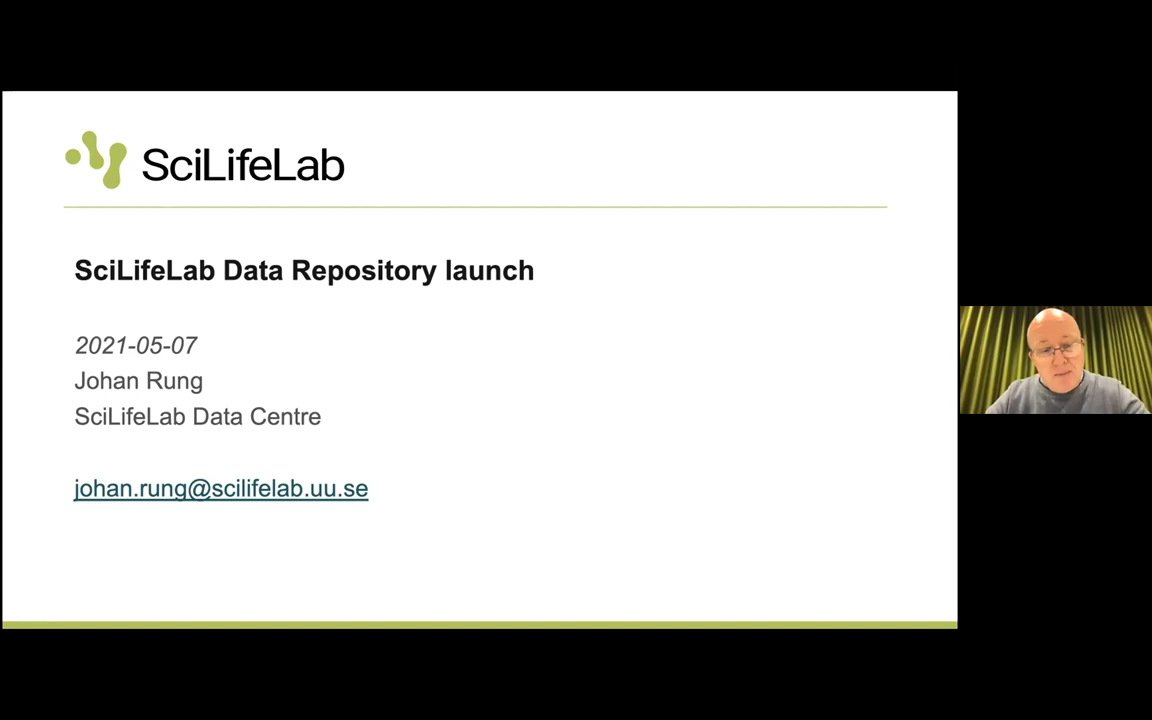 SciLifeLab
SciLifeLab Data Repository launch
2021-05-07
Johan Rung
SciLifeLab Data Centre
johan.rung@scilifelab.uu.se